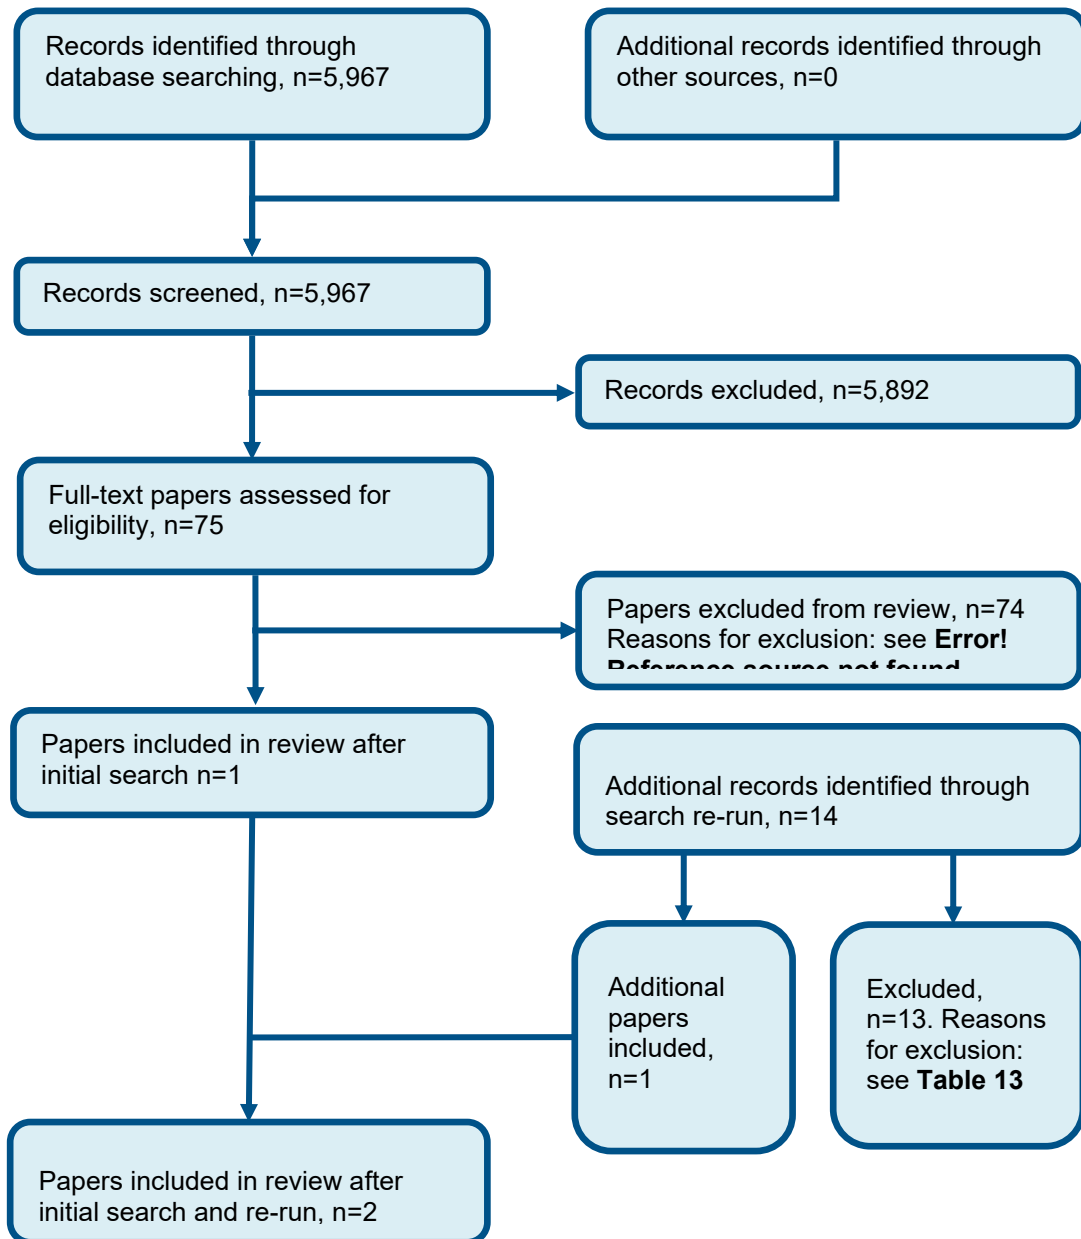 Records identified through
database searching, n=5,967
Additional records identified through
other sources, n=0
Records screened, n=5,967
Records excluded, n=5,892
Full-text papers assessed for
eligibility, n=75
Papers excluded from review, n=74
Reasons for exclusion: see Error!
Reference source not found
Papers included in review after
initial search n=1
Additional records identified through
search re-run, n=14
Additional
papers
included,
n=1
Excluded,
n=13. Reasons
for exclusion:
see Table 13
Papers included in review after
initial search and re-run, n=2